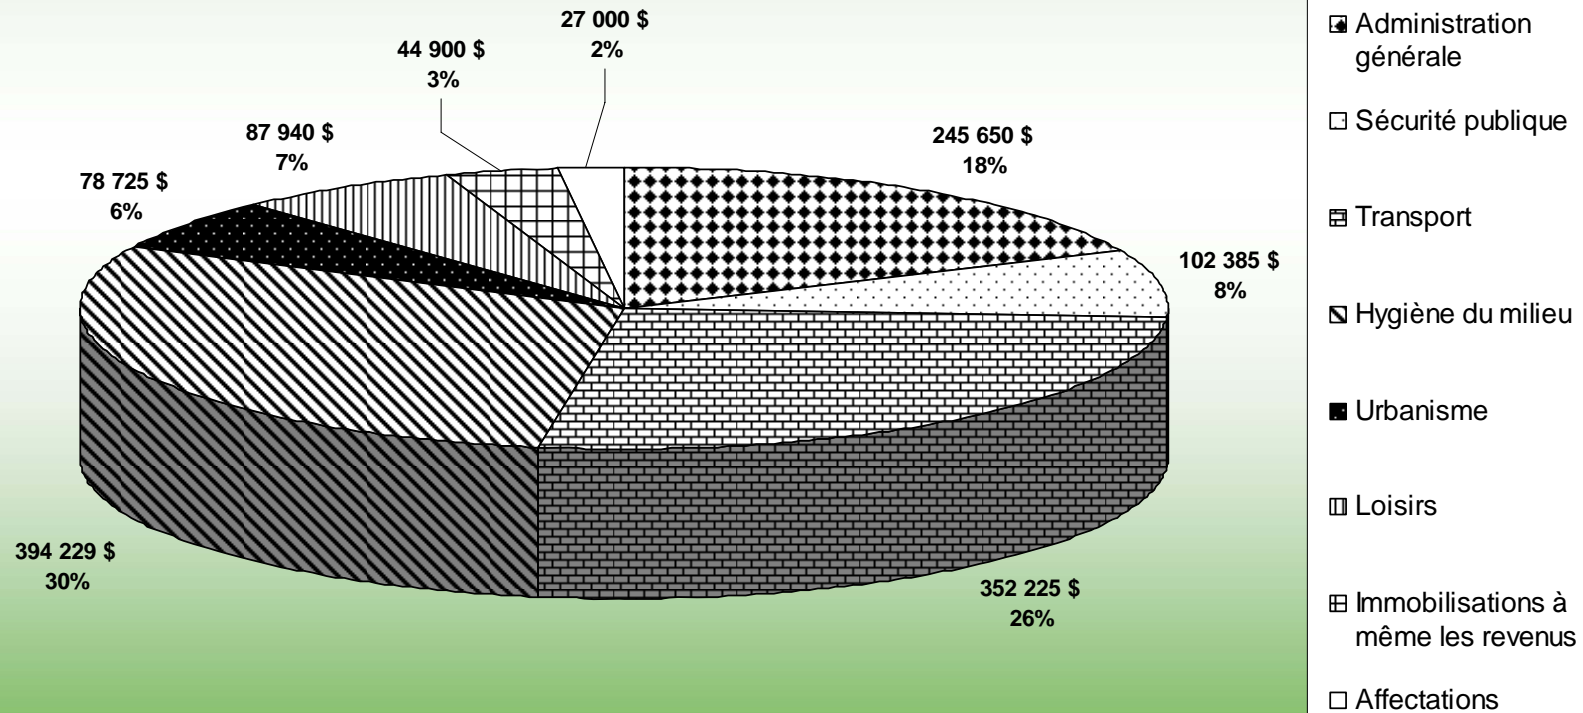 27 000 $
2%
44 900 $
3%
87 940 $
7%
78 725 $
6%
245 650 $
18%
102 385 $
8%
394 229 $
30%
352 225 $
26%
Administration
générale
Sécurité publique
Transport
Hygiène du milieu
Urbanisme
Loisirs
Immobilisations à
même les revenus
Affectations